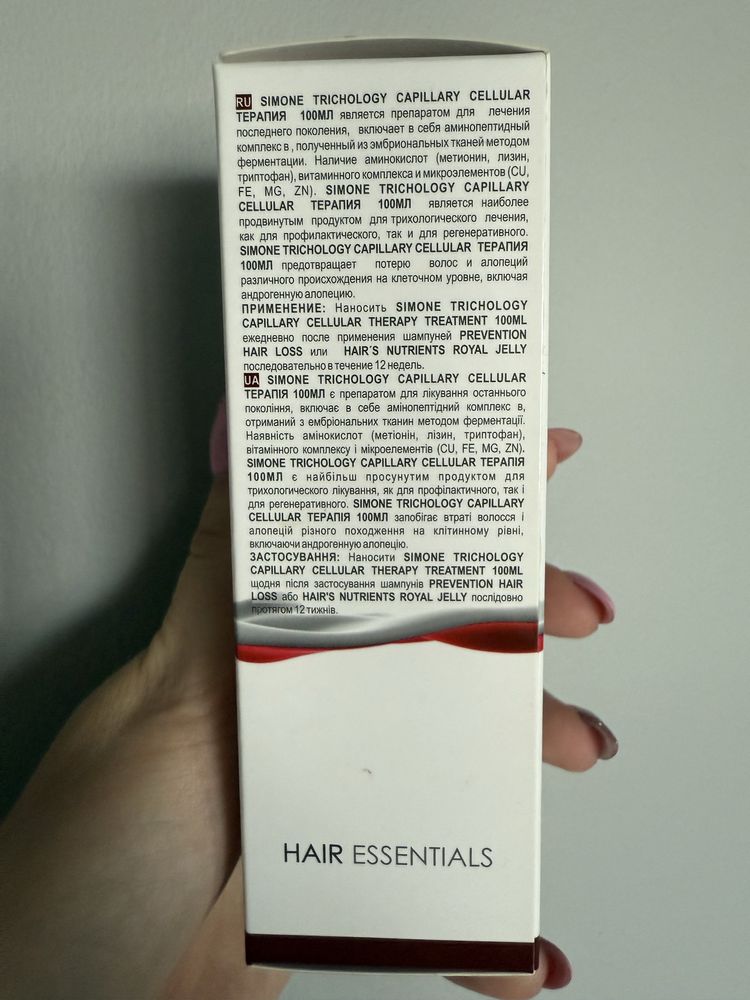 RU SIMONE TRICHOLOGY CAPILLARY CELLULAR
ТЕРАПИЯ 100МЛ является препаратом для лечения
последнего поколения, включает в себя аминопептидный
комплекс в , полученный из эмбриональных тканей методом
ферментации. Наличие аминокислот (метионин, лизин,
триптофан), витаминного комплекса и микроэлементов (CU,
FE, MG, ZN). SIMONE TRICHOLOGY CAPILLARY
CELLULAR ТЕРАПИЯ 100МЛ является наиболее
продвинутым продуктом для трихологического лечения,
как для профилактического, так и для регенеративного.
SIMONE TRICHOLOGY CAPILLARY CELLULAR ТЕРАПИЯ
100МЛ предотвращает потерю волос и алопеций
различного происхождения на клеточном уровне, включая
андрогенную алопецию.
ПРИМЕНЕНИЕ: Наносить SIMONE TRICHOLOGY
CAPILLARY CELLULAR THERAPY TREATMENT 100ML
ежедневно после применения шампуней PREVENTION
HAIR LOSS или HAIR´S NUTRIENTS ROYAL JELLY
последовательно в течение 12 недель.
UA SIMONE TRICHOLOGY CAPILLARY CELLULAR
ТЕРАПІЯ 100МЛ є препаратом для лікування останнього
покоління, включає в себе амінопептідний комплекс в,
отриманий з ембріональних тканин методом ферментації.
Наявність амінокислот (метіонін, лізин, триптофан),
вітамінного комплексу і мікроелементів (CU, FE, MG, ZN).
SIMONE TRICHOLOGY CAPILLARY CELLULAR ТЕРАПІЯ
100МЛ є найбільш просунутим продуктом для
трихологического лікування, як для профілактичного, так і
для регенеративного. SIMONE TRICHOLOGY CAPILLARY
CELLULAR ТЕРАПІЯ 100МЛ запобігає втраті волосся і
алопецій різного походження на клітинному рівні,
включаючи андрогенную алопецію.
ЗАСТОСУВАННЯ: Наносити SIMONE TRICHOLOGY
CAPILLARY CELLULAR THERAPY TREATMENT 100ML
щодня після застосування шампунів PREVENTION HAIR
LOSS або HAIR'S NUTRIENTS ROYAL JELLY послідовно
протягом 12 тижнів.
HAIR ESSENTIALS